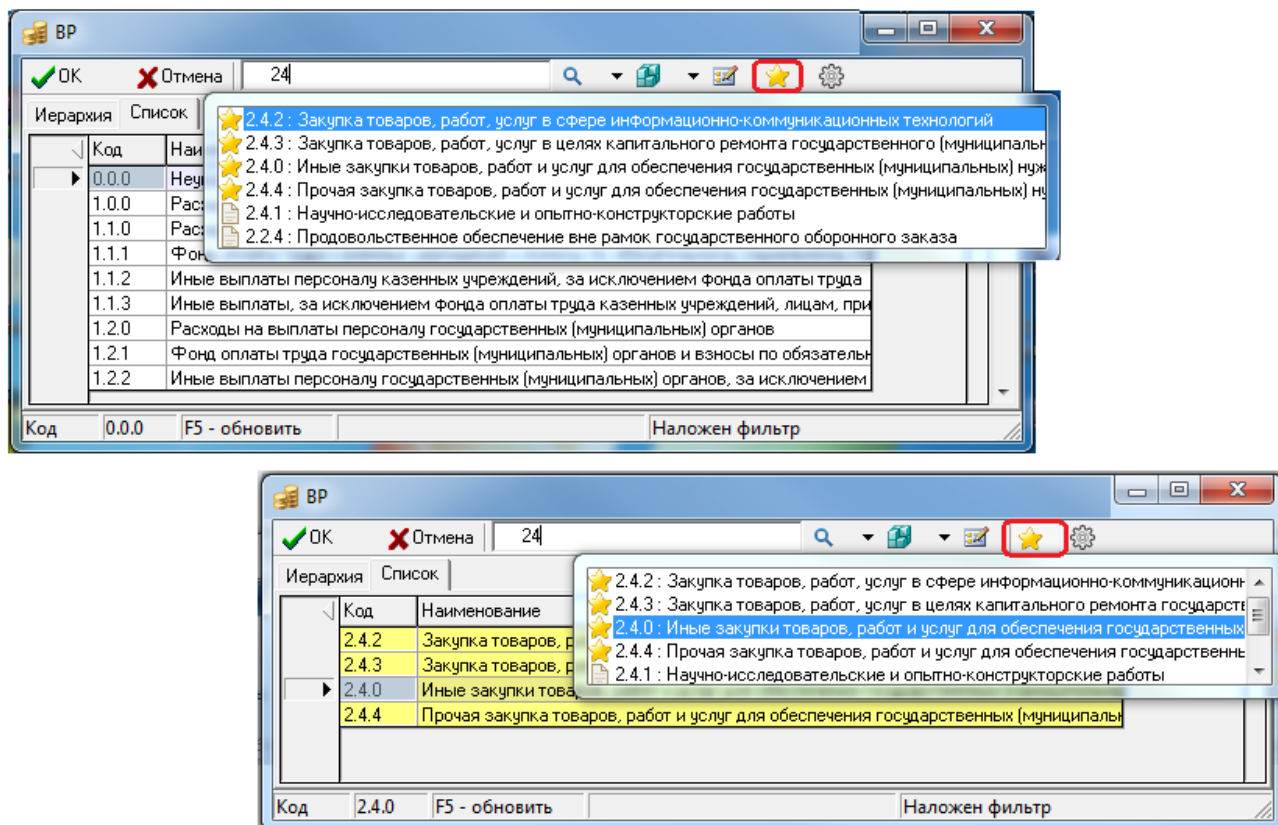 ВР
OK Отмена 24
Иерархия Список
2.4.2 : Закупка товаров, работ, услуг в сфере информационно-коммуникационных технологий
2.4.3 : Закупка товаров, работ, услуг в целях капитального ремонта государственного (муниципальн
2.4.0 : Иные закупки товаров, работ и услуг для обеспечения государственных (муниципальных) нуж
2.4.4 : Прочая закупка товаров, работ и услуг для обеспечения государственных (муниципальных) ну
2.4.1 : Научно-исследовательские и опытно-конструкторские работы
2.2.4 : Продовольственное обеспечение вне рамок государственного оборонного заказа
Код Наи
0.0.0 Неу
1.0.0 Рас
1.1.0 Рас
1.1.1 Фон
1.1.2 Иные выплаты персоналу казенных учреждений, за исключением фонда оплаты труда
1.1.3 Иные выплаты, за исключением фонда оплаты труда казенных учреждений, лицам, при
1.2.0 Расходы на выплаты персоналу государственных (муниципальных) органов
1.2.1 Фонд оплаты труда государственных (муниципальных) органов и взносы по обязательн
1.2.2 Иные выплаты персоналу государственных (муниципальных) органов, за исключением
Код 0.0.0 F5 - обновить Наложен фильтр
ВР
OK Отмена 24
Иерархия Список
2.4.2 : Закупка товаров, работ, услуг в сфере информационно-коммуникационн
2.4.3 : Закупка товаров, работ, услуг в целях капитального ремонта государств
2.4.0 : Иные закупки товаров, работ и услуг для обеспечения государственных
2.4.4 : Прочая закупка товаров, работ и услуг для обеспечения государственны
2.4.1 : Научно-исследовательские и опытно-конструкторские работы
Код Наименование
2.4.2 Закупка товаров, р
2.4.3 Закупка товаров, р
2.4.0 Иные закупки това
2.4.4 Прочая закупка товаров, работ и услуг для обеспечения государственных (муниципальн
Код 2.4.0 F5 - обновить Наложен фильтр